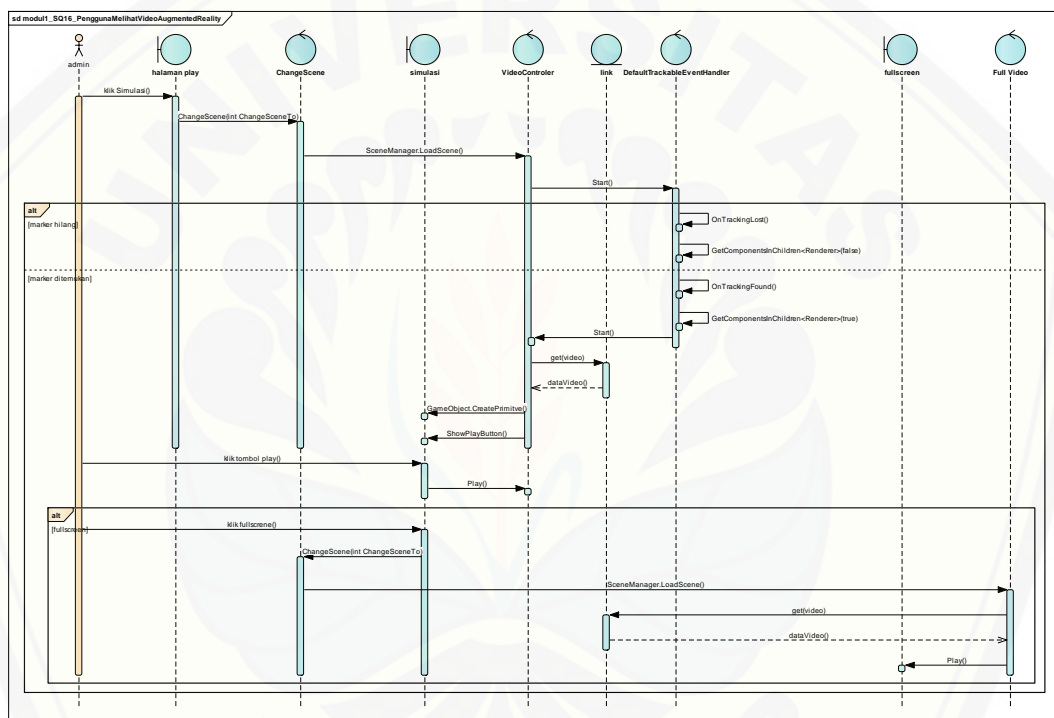 sd modul1_SQ16_PenggunaMelihatVideoAugmentedReality
admin
halaman play
ChangeScene
simulasi
VideoControler
link
DefaultTrackableEventHandler
fullscreen
Full Video
klik Simulasi()
ChangeScene(int ChangeSceneTo)
SceneManager.LoadScene()
Start()
alt
[marker hilang]
OnTrackingLost()
GetComponentsInChildren<Renderer>(false)
[marker ditemukan]
OnTrackingFound()
GetComponentsInChildren<Renderer>(true)
Start()
get(video)
dataVideo()
GameObject.CreatePrimitve()
ShowPlayButton()
klik tombol play()
Play()
alt
[fullscreen]
klik fullscrene()
ChangeScene(int ChangeSceneTo)
SceneManager.LoadScene()
get(video)
dataVideo()
Play()
UNIVERSITAS